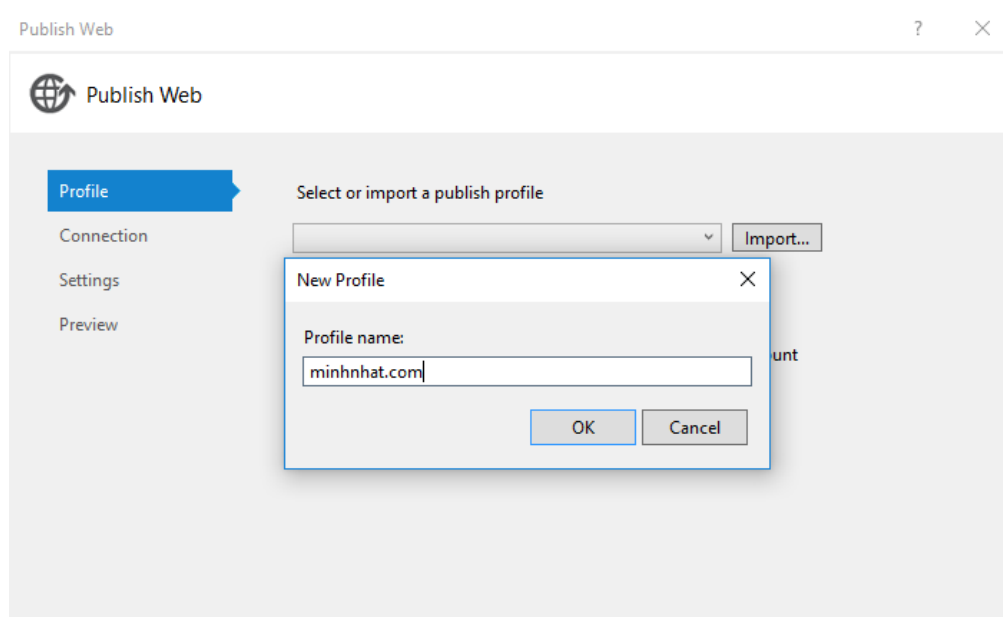 Publish Web
Publish Web
Profile
Select or import a publish profile
Connection
Import...
Settings
New Profile
Preview
Profile name:
minhnhat.com
OK
Cancel